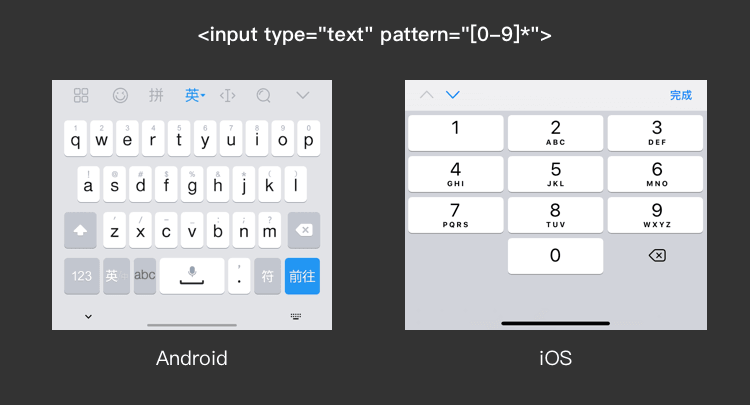 <input type="text" pattern="[0-9]*">
拼 英
1 2 3 4 5 6 7 8 9 0
q w e r t y u i o p
! @ # $ % & * ( )
a s d f g h j k l
z x c v b n m
123 英 abc . 符 前往
完成
1 2 3
ABC DEF
4 5 6
GHI JKL MNO
7 8 9
PQRS TUV WXYZ
0
Android iOS